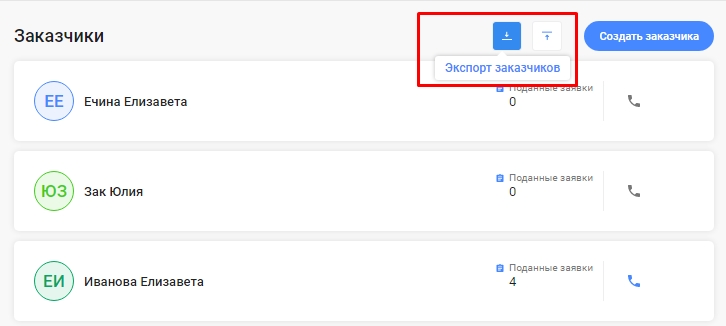 Заказчики
Создать заказчика
Экспорт заказчиков
ЕЕ
Ечина Елизавета
Поданные заявки
0
ЮЗ
Зак Юлия
Поданные заявки
0
ЕИ
Иванова Елизавета
Поданные заявки
4